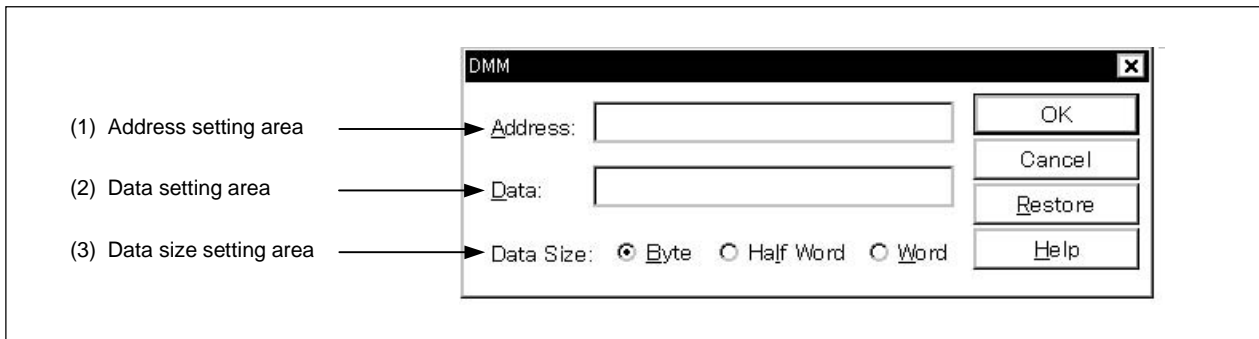 DMM
(1) Address setting area
Address:
OK
Cancel
(2) Data setting area
Data:
Restore
(3) Data size setting area
Data Size: Byte Half Word Word
Help